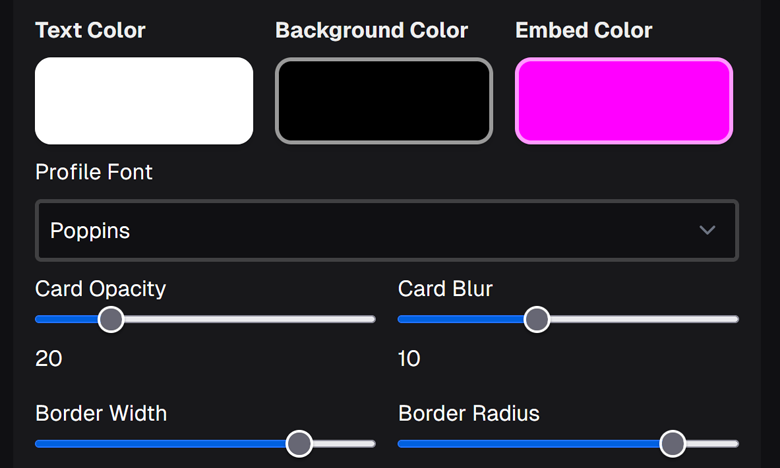 Text Color Background Color Embed Color
Profile Font
Poppins
Card Opacity Card Blur
20 10
Border Width Border Radius